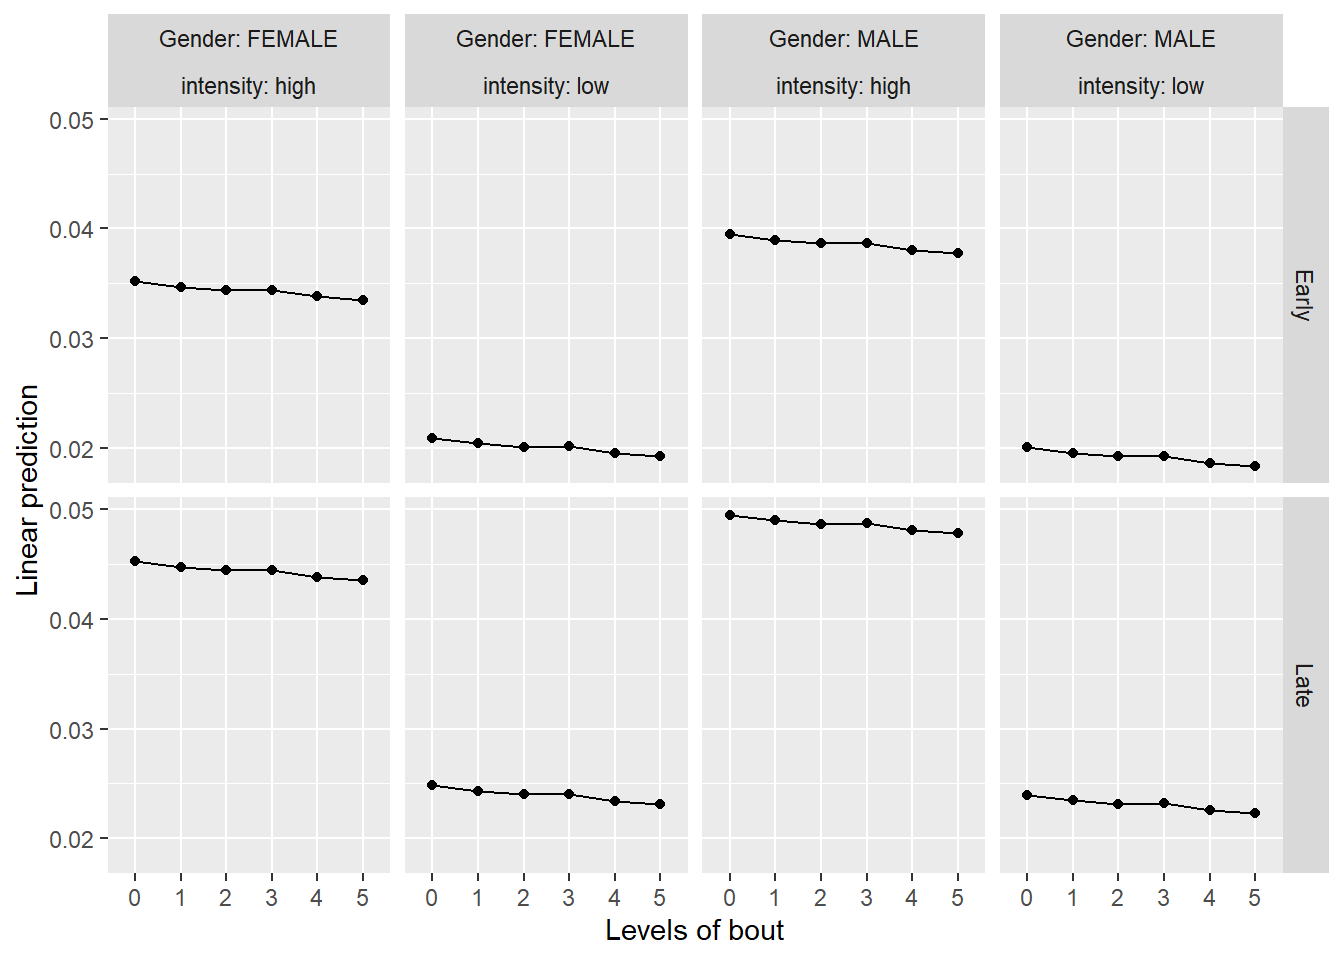 Gender: FEMALE
intensity: high
Gender: FEMALE
intensity: low
Gender: MALE
intensity: high
Gender: MALE
intensity: low
0.05
0.04
0.03
0.02
Early
0.05
0.04
0.03
0.02
Late
Linear prediction
0 1 2 3 4 5
0 1 2 3 4 5
0 1 2 3 4 5
0 1 2 3 4 5
Levels of bout